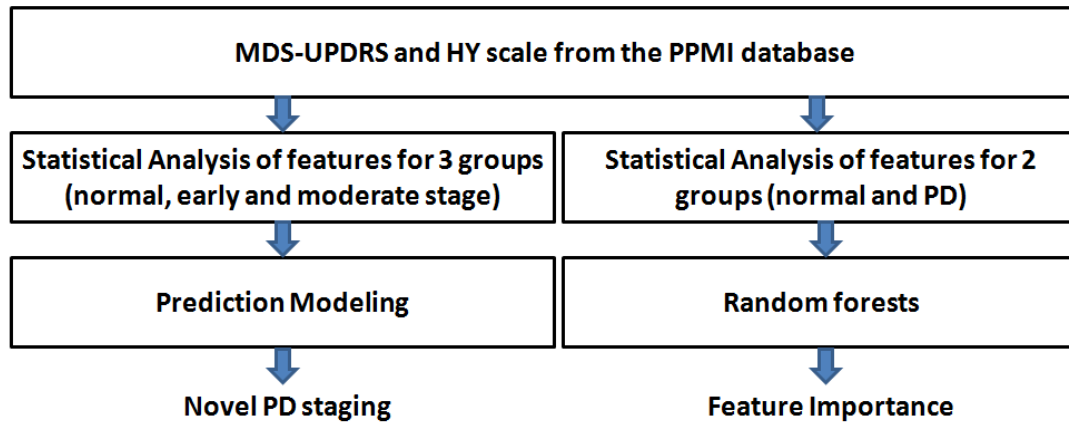 MDS-UPDRS and HY scale from the PPMI database
Statistical Analysis of features for 3 groups
(normal, early and moderate stage)
Statistical Analysis of features for 2
groups (normal and PD)
Prediction Modeling
Random forests
Novel PD staging
Feature Importance